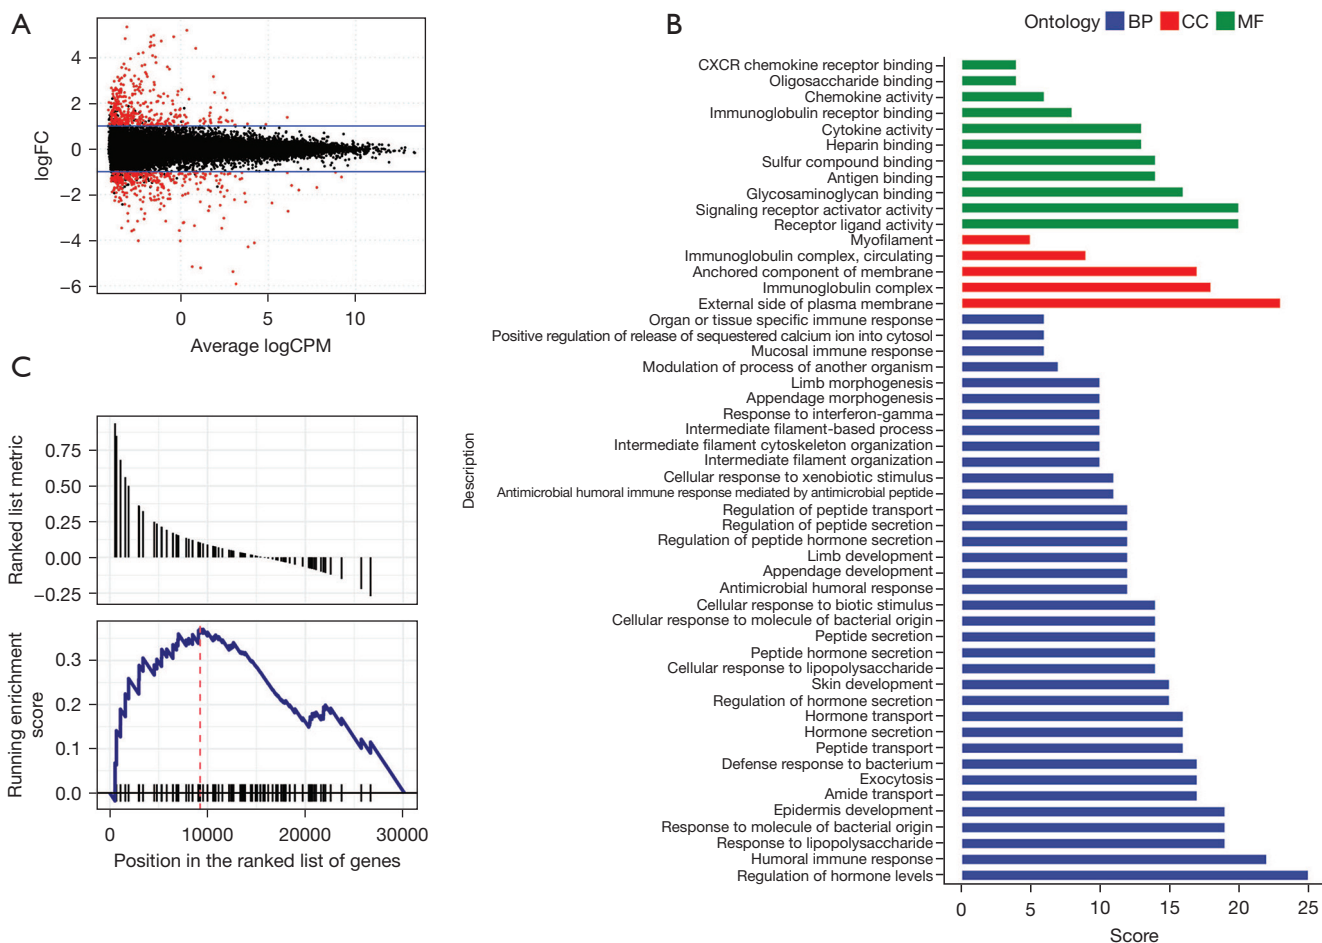 A
4
2
0
−2
−4
−6
logFC
0 5 10
Average logCPM
B
Ontology BP CC MF
CXCR chemokine receptor binding
Oligosaccharide binding
Chemokine activity
Immunoglobulin receptor binding
Cytokine activity
Heparin binding
Sulfur compound binding
Antigen binding
Glycosaminoglycan binding
Signaling receptor activator activity
Receptor ligand activity
Myofilament
Immunoglobulin complex, circulating
Anchored component of membrane
Immunoglobulin complex
External side of plasma membrane
Organ or tissue specific immune response
Positive regulation of release of sequestered calcium ion into cytosol
Mucosal immune response
Modulation of process of another organism
Limb morphogenesis
Appendage morphogenesis
Response to interferon-gamma
Intermediate filament-based process
Intermediate filament cytoskeleton organization
Intermediate filament organization
Cellular response to xenobiotic stimulus
Antimicrobial humoral immune response mediated by antimicrobial peptide
Regulation of peptide transport
Regulation of peptide secretion
Regulation of peptide hormone secretion
Limb development
Appendage development
Antimicrobial humoral response
Cellular response to biotic stimulus
Cellular response to molecule of bacterial origin
Peptide secretion
Peptide hormone secretion
Cellular response to lipopolysaccharide
Skin development
Regulation of hormone secretion
Hormone transport
Hormone secretion
Peptide transport
Defense response to bacterium
Exocytosis
Amide transport
Epidermis development
Response to molecule of bacterial origin
Response to lipopolysaccharide
Humoral immune response
Regulation of hormone levels
Description
0 5 10 15 20 25
Score
C
0.75
0.50
0.25
0.00
−0.25
Ranked list metric
0.3
0.2
0.1
0.0
Running enrichment
score
0 10000 20000 30000
Position in the ranked list of genes